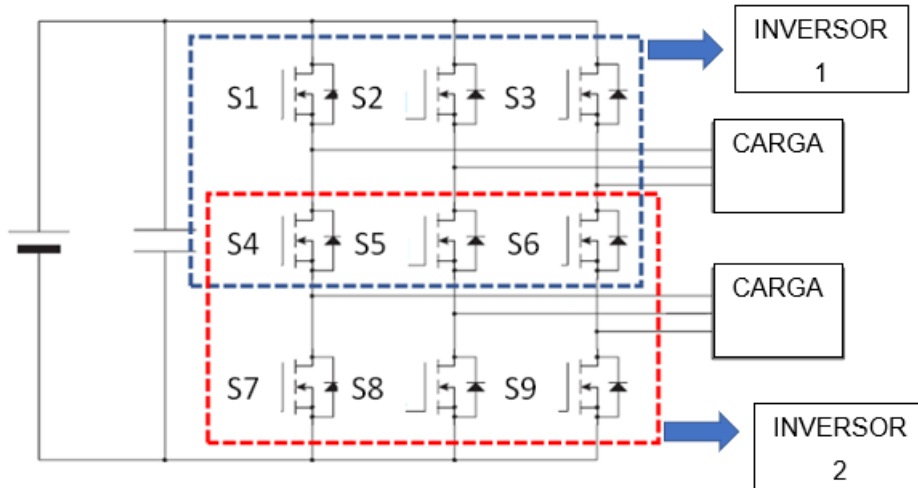 INVERSOR
1
S1
S2
S3
CARGA
S4
S5
S6
CARGA
S7
S8
S9
INVERSOR
2